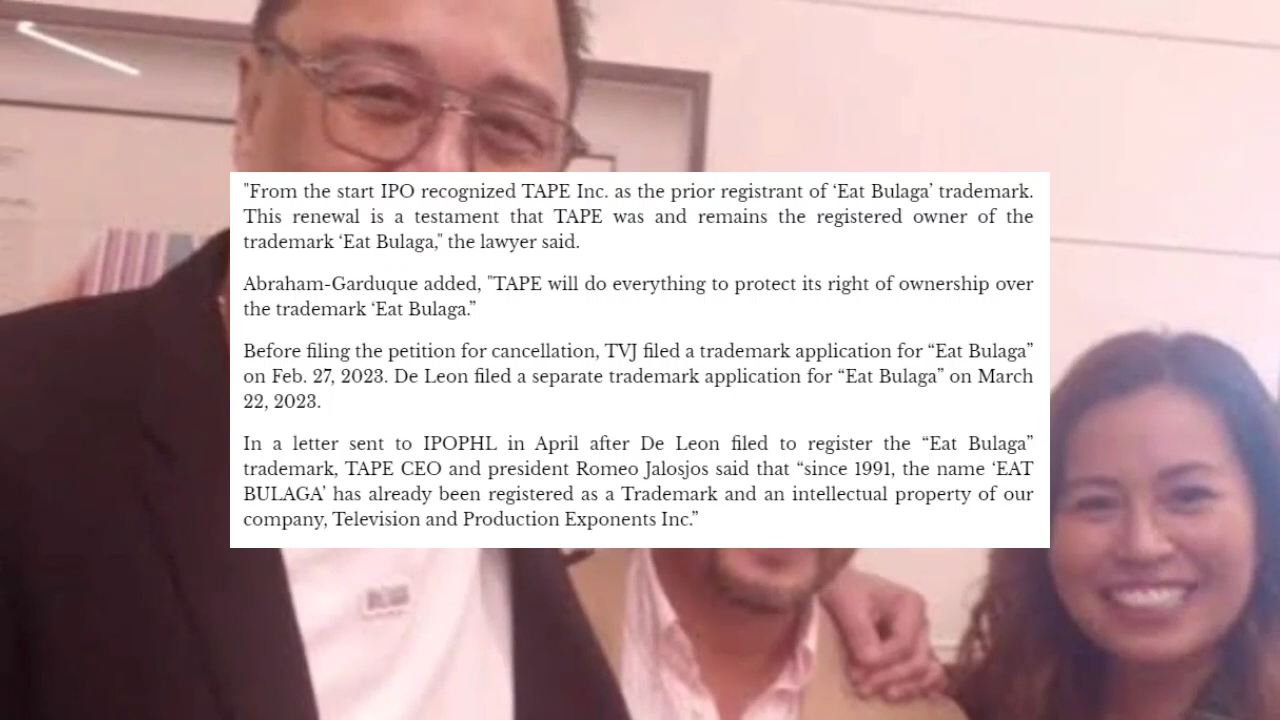 "From the start IPO recognized TAPE Inc. as the prior registrant of ‘Eat Bulaga’ trademark.
This renewal is a testament that TAPE was and remains the registered owner of the
trademark ‘Eat Bulaga," the lawyer said.
Abraham-Garduque added, "TAPE will do everything to protect its right of ownership over
the trademark ‘Eat Bulaga.”
Before filing the petition for cancellation, TVJ filed a trademark application for “Eat Bulaga”
on Feb. 27, 2023. De Leon filed a separate trademark application for “Eat Bulaga” on March
22, 2023.
In a letter sent to IPOPHL in April after De Leon filed to register the “Eat Bulaga”
trademark, TAPE CEO and president Romeo Jalosjos said that “since 1991, the name ‘EAT
BULAGA’ has already been registered as a Trademark and an intellectual property of our
company, Television and Production Exponents Inc.”